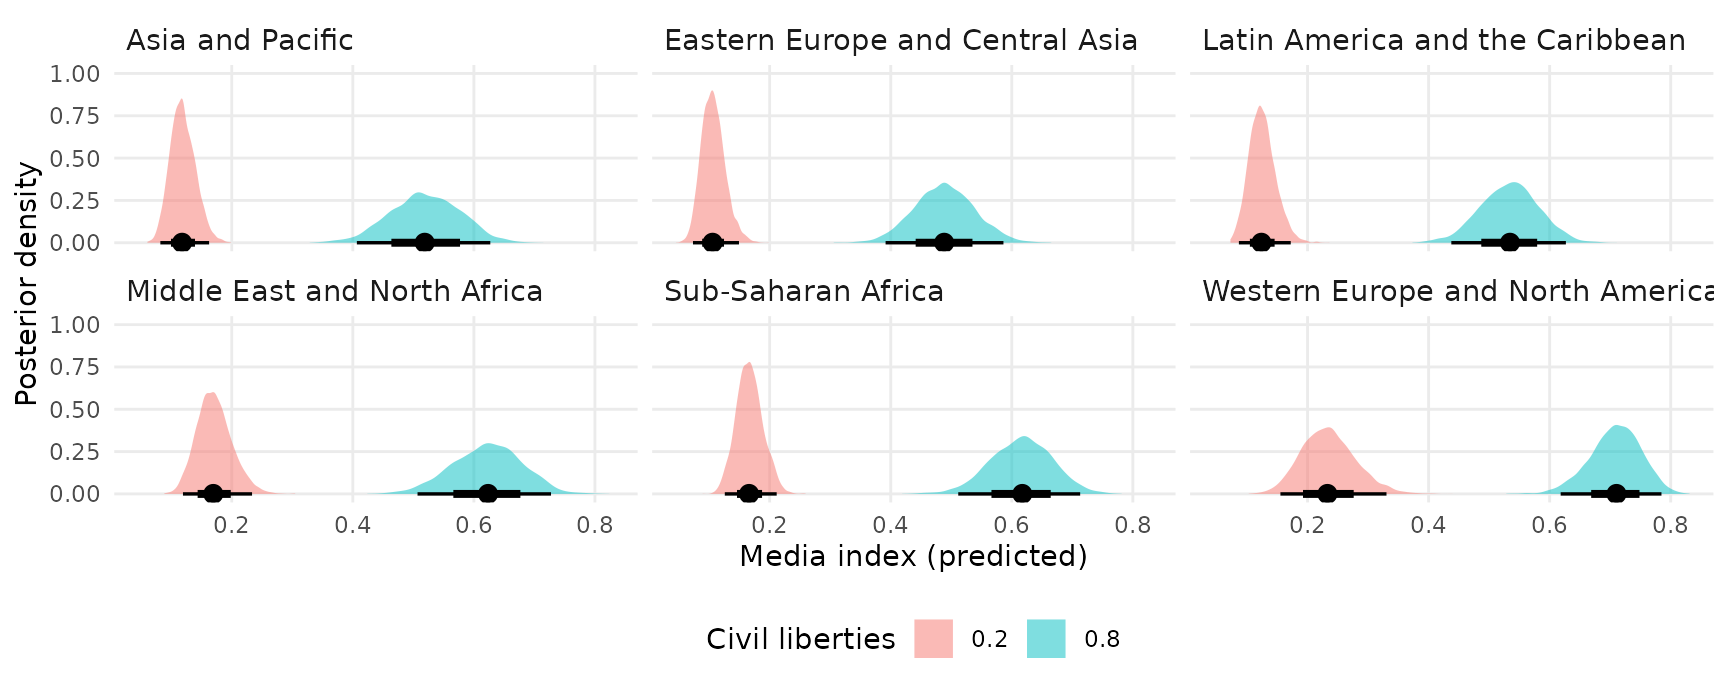 Asia and Pacific
Eastern Europe and Central Asia
Latin America and the Caribbean
1.00
0.75
0.50
0.25
0.00
Middle East and North Africa
Sub-Saharan Africa
Western Europe and North America
1.00
0.75
0.50
0.25
0.00
Posterior density
0.2 0.4 0.6 0.8
0.2 0.4 0.6 0.8
0.2 0.4 0.6 0.8
Media index (predicted)
Civil liberties 0.2 0.8